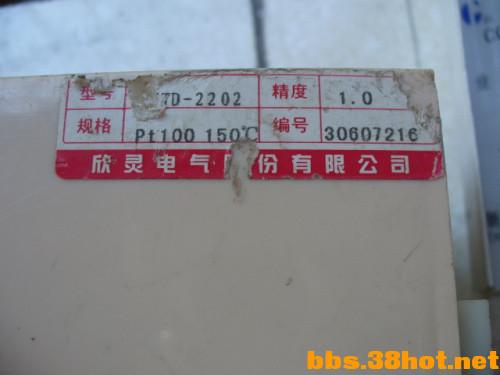 型号 7D-2202 精度 1.0
规格 Pt100 150℃ 编号 30607216
欣灵电气股份有限公司
bbs.38hot.net